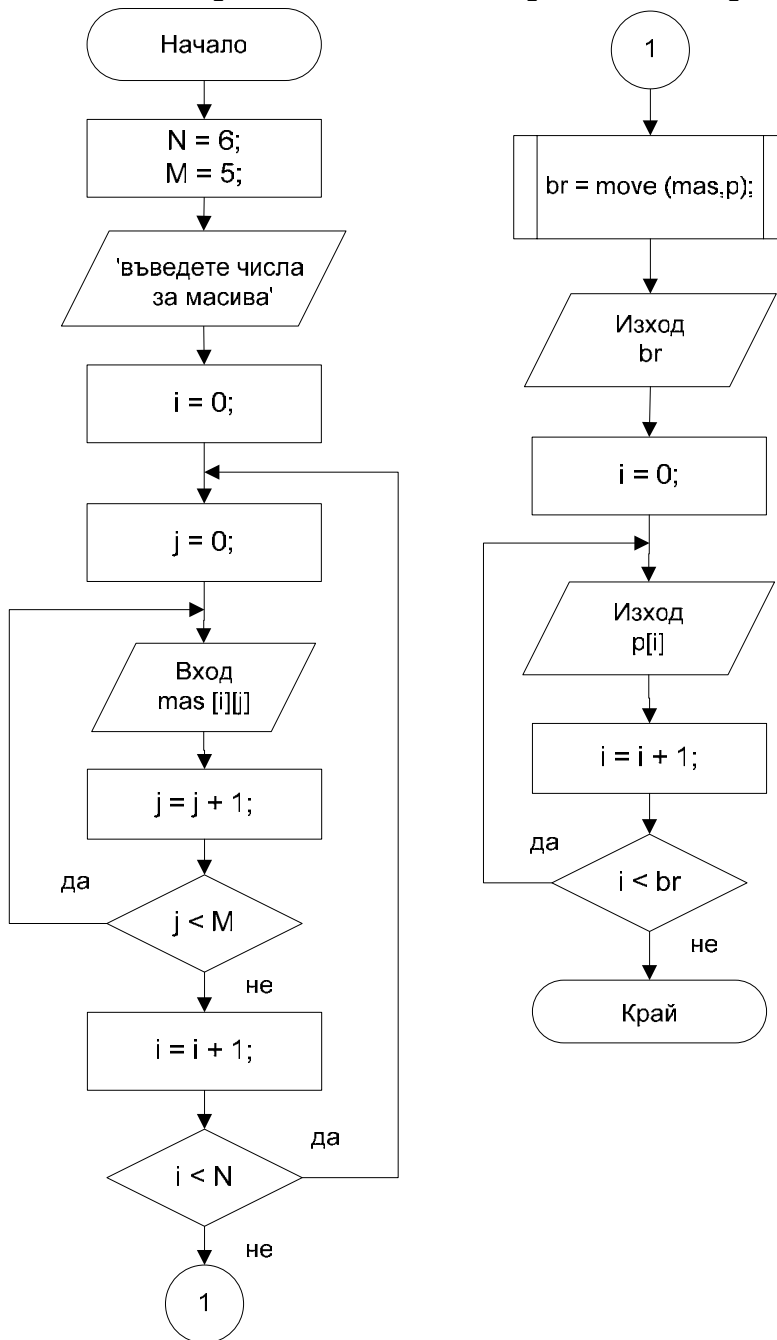 Начало
N = 6;
M = 5;
'въведете числа
за масива'
i = 0;
j = 0;
Вход
mas [i][j]
j = j + 1;
да
j < M
не
i = i + 1;
да
i < N
не
1
1
br = move (mas,p);
Изход
br
i = 0;
Изход
p[i]
i = i + 1;
да
i < br
не
Край